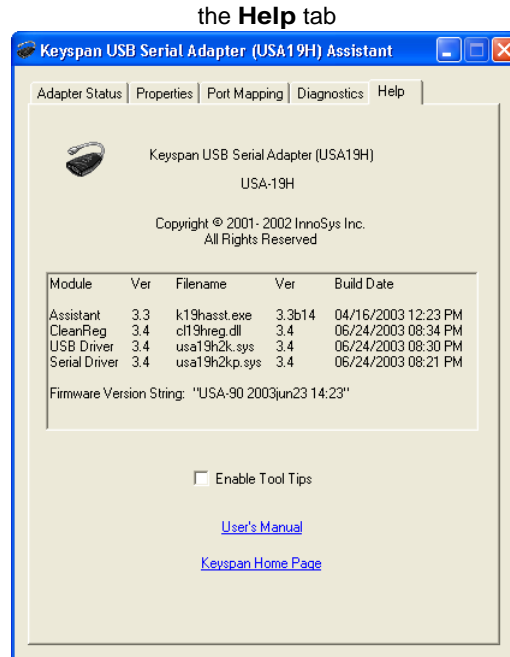 the Help tab
Keyspan USB Serial Adapter (USA19H) Assistant
Adapter Status Properties Port Mapping Diagnostics Help
Keyspan USB Serial Adapter (USA19H)
USA-19H
Copyright © 2001- 2002 InnoSys Inc.
All Rights Reserved
Module Ver Filename Ver Build Date
Assistant 3.3 k19hasst.exe 3.3b14 04/16/2003 12:23 PM
CleanReg 3.4 cl19hreg.dll 3.4 06/24/2003 08:34 PM
USB Driver 3.4 usa19h2k.sys 3.4 06/24/2003 08:30 PM
Serial Driver 3.4 usa19h2kp.sys 3.4 06/24/2003 08:21 PM
Firmware Version String: "USA-90 2003jun23 14:23"
Enable Tool Tips
User's Manual
Keyspan Home Page